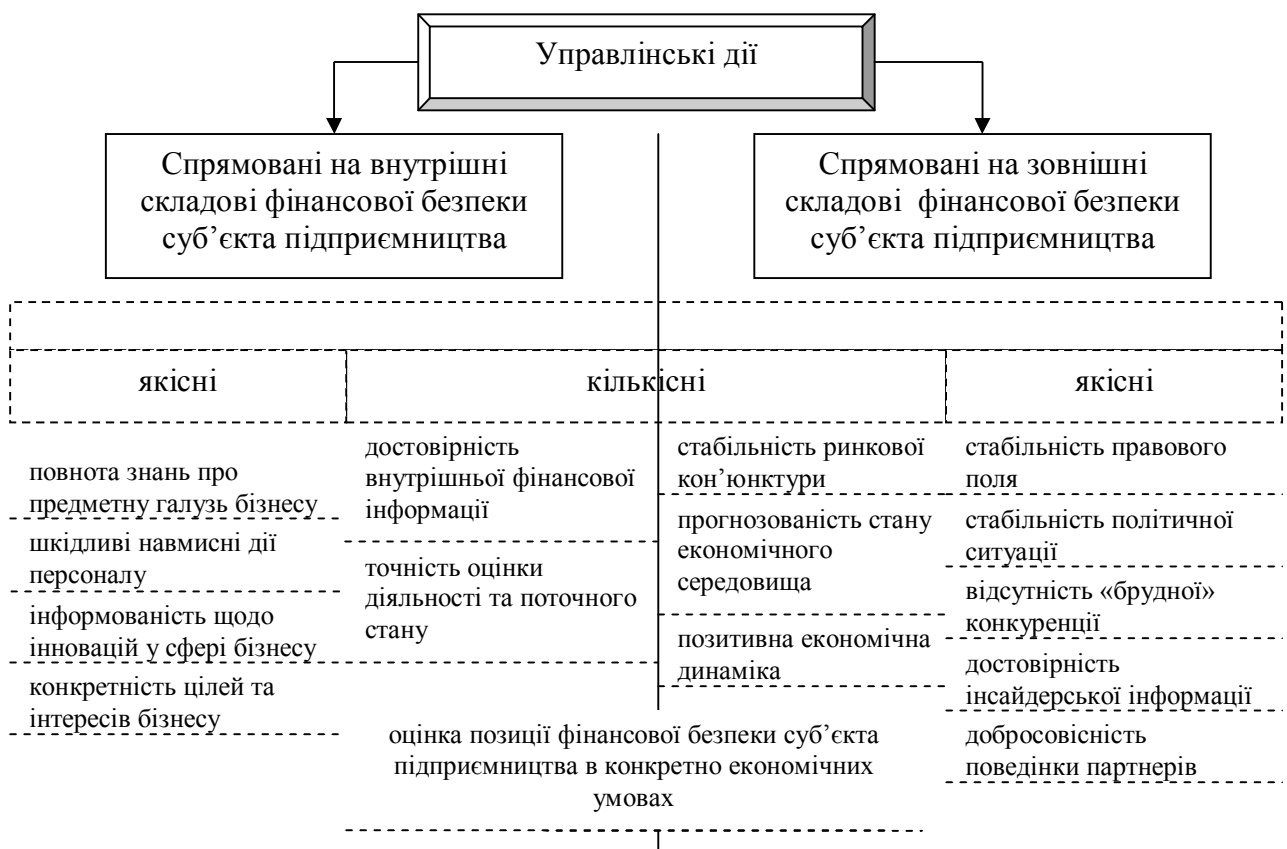 Управлінські дії
Спрямовані на внутрішні
складові фінансової безпеки
суб’єкта підприємництва
Спрямовані на зовнішні
складові фінансової безпеки
суб’єкта підприємництва
якісні
кількісні
якісні
повнота знань про
предметну галузь бізнесу
шкідливі навмисні дії
персоналу
інформованість щодо
інновацій у сфері бізнесу
конкретність цілей та
інтересів бізнесу
достовірність
внутрішньої фінансової
інформації
точність оцінки
діяльності та поточного
стану
стабільність ринкової
кон’юнктури
прогнозованість стану
економічного
середовища
позитивна економічна
динаміка
стабільність правового
поля
стабільність політичної
ситуації
відсутність «брудної»
конкуренції
достовірність
інсайдерської інформації
добросовісність
поведінки партнерів
оцінка позиції фінансової безпеки суб’єкта
підприємництва в конкретно економічних
умовах